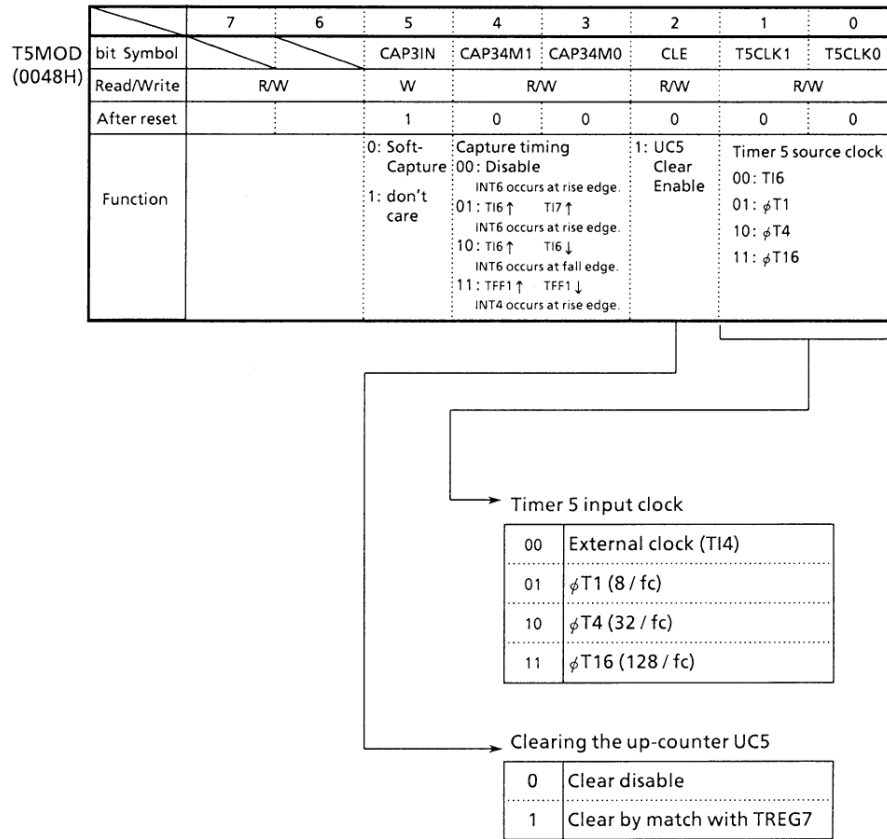 7 6 5 4 3 2 1 0
T5MOD (0048H)
bit Symbol CAP3IN CAP34M1 CAP34M0 CLE T5CLK1 T5CLK0
Read/Write R/W W R/W R/W R/W
After reset 1 0 0 0 0 0
Function
0: Soft-
Capture
1: don't
care
Capture timing
00: Disable
INT6 occurs at rise edge.
01: TI6↑ TI7↑
INT6 occurs at rise edge.
10: TI6↑ TI6↓
INT6 occurs at fall edge.
11: TFF1↑ TFF1↓
INT4 occurs at rise edge.
1: UC5
Clear
Enable
Timer 5 source clock
00: TI6
01: ϕT1
10: ϕT4
11: ϕT16
Timer 5 input clock
00 External clock (TI4)
01 ϕT1 (8 / fc)
10 ϕT4 (32 / fc)
11 ϕT16 (128 / fc)
Clearing the up-counter UC5
0 Clear disable
1 Clear by match with TREG7